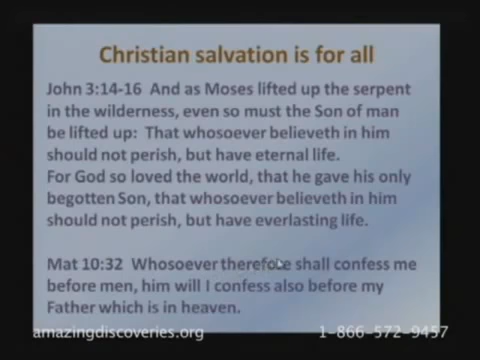 Christian salvation is for all
John 3:14-16 And as Moses lifted up the serpent
in the wilderness, even so must the Son of man
be lifted up: That whosoever believeth in him
should not perish, but have eternal life.
For God so loved the world, that he gave his only
begotten Son, that whosoever believeth in him
should not perish, but have everlasting life.
Mat 10:32 Whosoever therefore shall confess me
before men, him will I confess also before my
Father which is in heaven.
amazingdiscoveries.org 1-866-572-9457